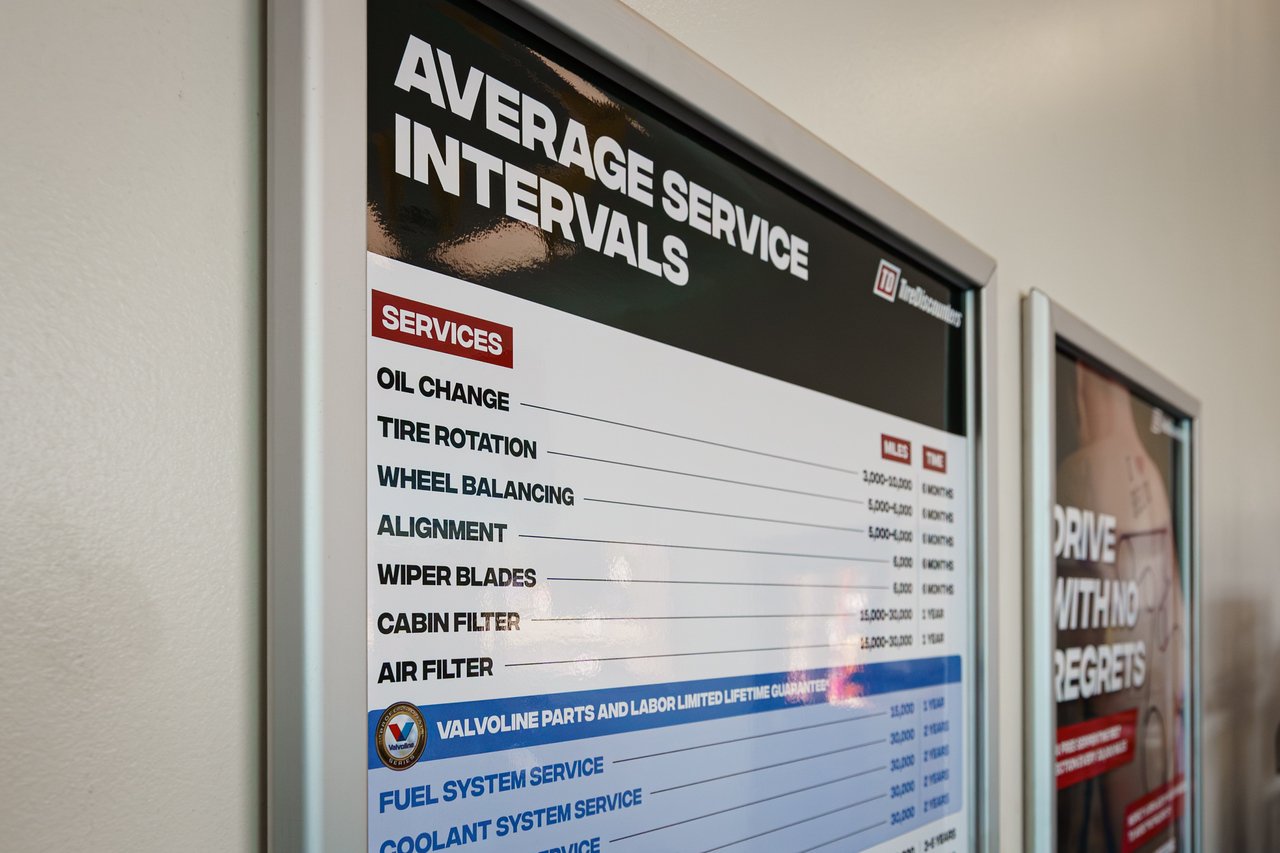 AVERAGE SERVICE
INTERVALS
TD TireDiscounters
SERVICES
MILES TIME
OIL CHANGE 3,000-10,000 6 MONTHS
TIRE ROTATION 5,000-6,000 6 MONTHS
WHEEL BALANCING 5,000-6,000 6 MONTHS
ALIGNMENT 6,000 6 MONTHS
WIPER BLADES 6,000 6 MONTHS
CABIN FILTER 15,000-30,000 1 YEAR
AIR FILTER 15,000-30,000 1 YEAR
Valvoline
SERIES
VALVOLINE PARTS AND LABOR LIMITED LIFETIME GUARANTEE*
FUEL SYSTEM SERVICE 15,000 1 YEAR
COOLANT SYSTEM SERVICE 30,000 2 YEARS
SERVICE 30,000 2 YEARS
30,000 2 YEARS
30,000 2 YEARS
DRIVE
WITH NO
REGRETS